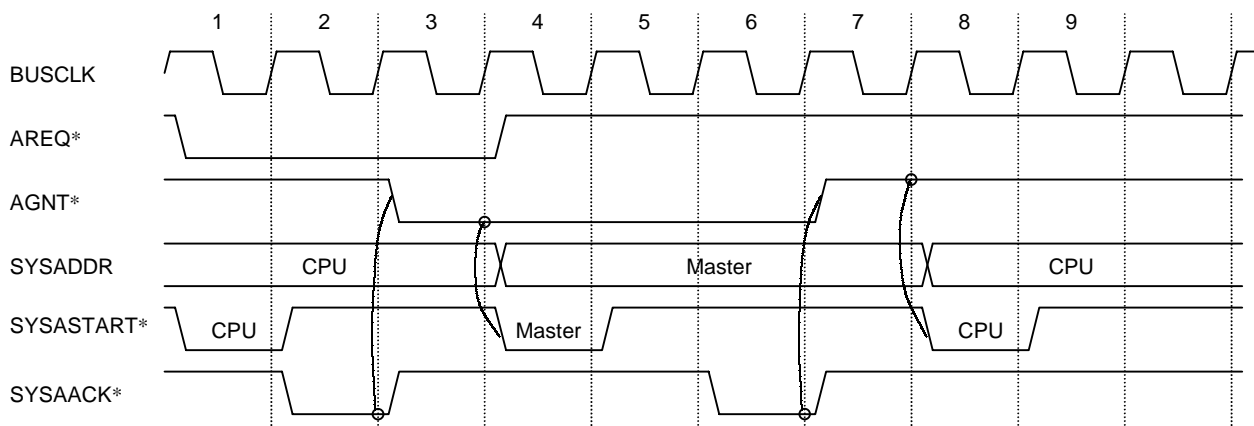 1 2 3 4 5 6 7 8 9
BUSCLK
AREQ*
AGNT*
SYSADDR CPU Master CPU
SYSASTART* CPU Master CPU
SYSAACK*